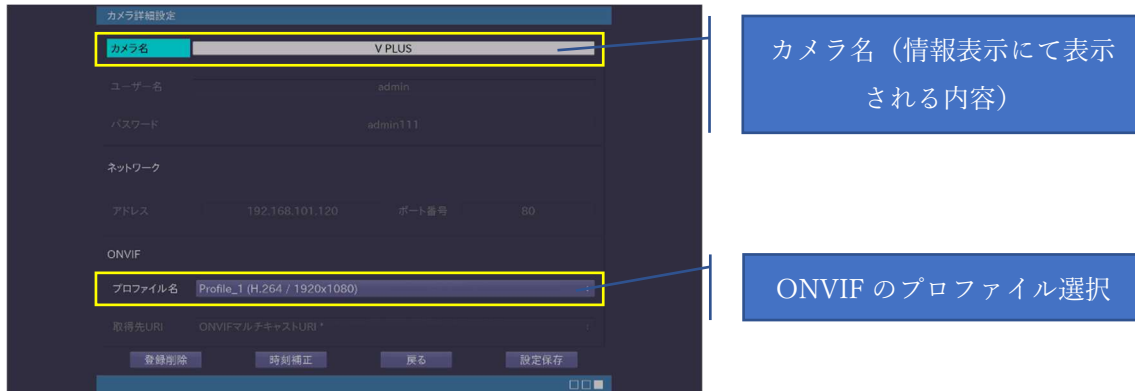 カメラ詳細設定
カメラ名 V PLUS
ユーザー名 admin
パスワード admin111
ネットワーク
アドレス 192.168.101.120 ポート番号 80
ONVIF
プロファイル名 Profile_1 (H.264 / 1920x1080)
取得先URI ONVIFマルチキャストURI *
登録削除 時刻補正 戻る 設定保存
カメラ名（情報表示にて表示
される内容）
ONVIF のプロファイル選択